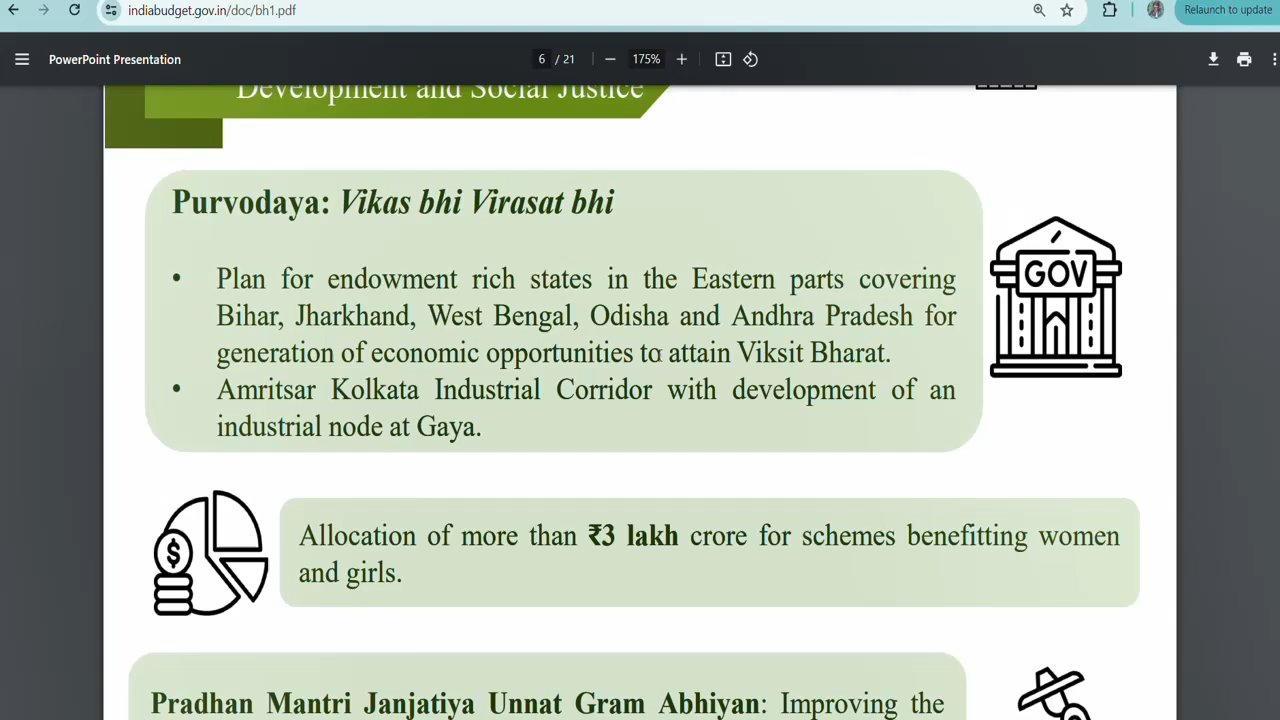 indiabudget.gov.in/doc/bh1.pdf
Relaunch to update
PowerPoint Presentation
6 / 21
175%
Development and Social Justice
Purvodaya: Vikas bhi Virasat bhi
• Plan for endowment rich states in the Eastern parts covering
Bihar, Jharkhand, West Bengal, Odisha and Andhra Pradesh for
generation of economic opportunities to attain Viksit Bharat.
• Amritsar Kolkata Industrial Corridor with development of an
industrial node at Gaya.
GOV
$
Allocation of more than ₹3 lakh crore for schemes benefitting women
and girls.
Pradhan Mantri Janjatiya Unnat Gram Abhiyan: Improving the